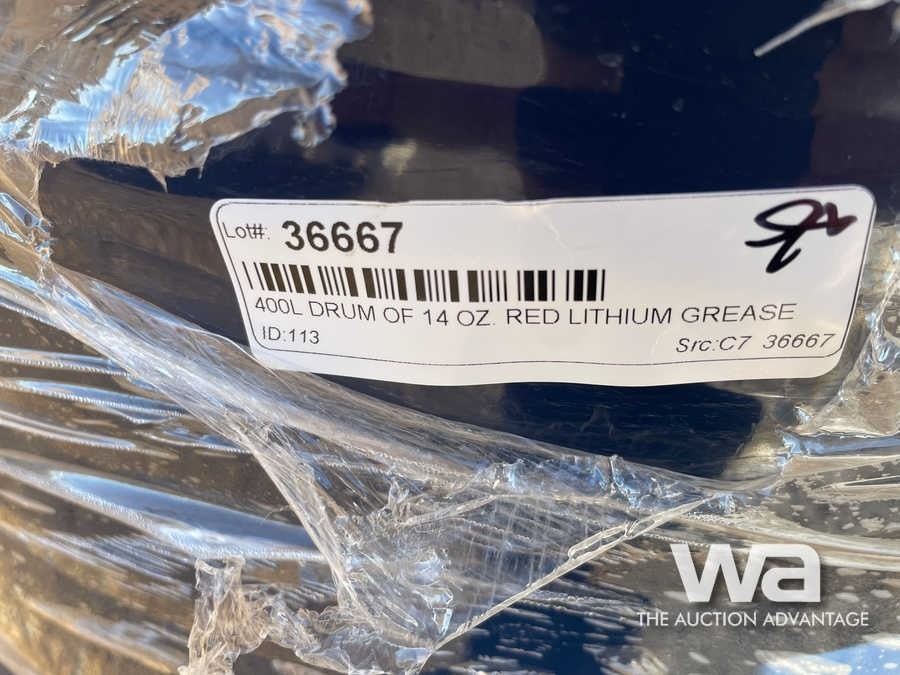 Lot#: 36667
400L DRUM OF 14 OZ. RED LITHIUM GREASE
ID:113 Src:C7 36667
wa
THE AUCTION ADVANTAGE